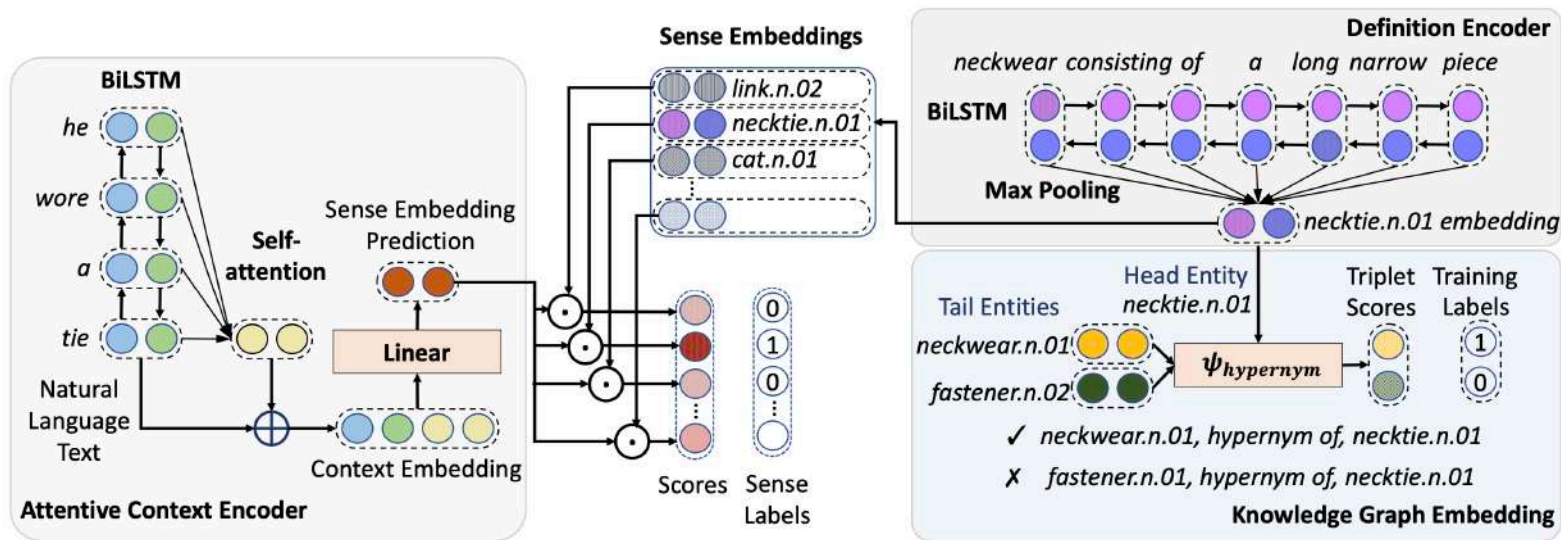 BiLSTM
he
wore
a
tie
Self-
attention
Sense Embedding
Prediction
Linear
Natural
Language
Text
Context Embedding
Attentive Context Encoder
Sense Embeddings
link.n.02
necktie.n.01
cat.n.01
0
1
0
Scores
Sense
Labels
Definition Encoder
neckwear consisting of a long narrow piece
BiLSTM
Max Pooling
necktie.n.01 embedding
Head Entity
necktie.n.01
Tail Entities
neckwear.n.01
fastener.n.02
ψhypernym
Triplet
Scores
Training
Labels
1
0
✓ neckwear.n.01, hypernym of, necktie.n.01
✗ fastener.n.01, hypernym of, necktie.n.01
Knowledge Graph Embedding